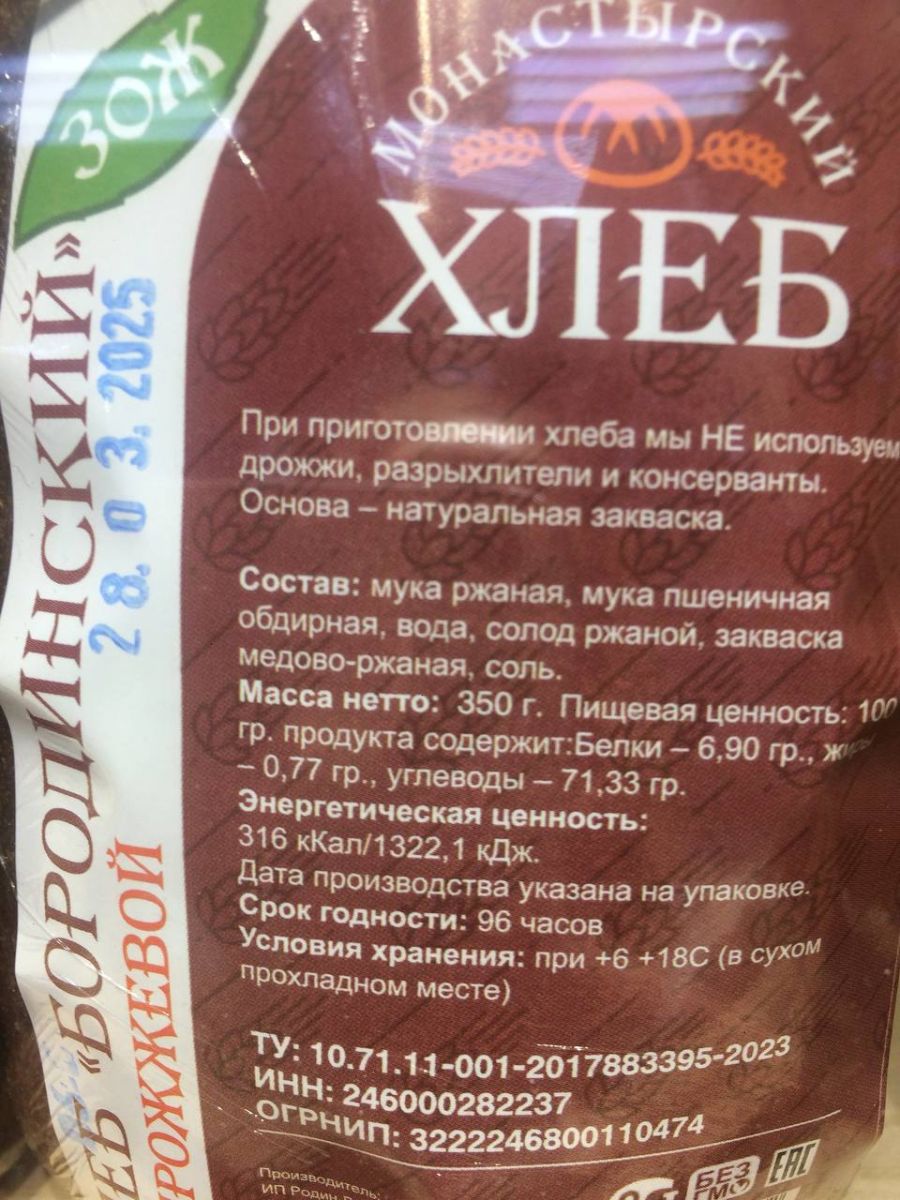 ЗОЖ
МОНАСТЫРСКИЙ
ХЛЕБ
«БОРОДИНСКИЙ»
28.03.2025
При приготовлении хлеба мы НЕ используем
дрожжи, разрыхлители и консерванты.
Основа – натуральная закваска.
Состав: мука ржаная, мука пшеничная
обдирная, вода, солод ржаной, закваска
медово-ржаная, соль.
Масса нетто: 350 г. Пищевая ценность: 100
гр. продукта содержит:Белки – 6,90 гр.,
– 0,77 гр., углеводы – 71,33 гр.
Энергетическая ценность:
316 кКал/1322,1 кДж.
Дата производства указана на упаковке.
Срок годности: 96 часов
Условия хранения: при +6 +18С (в сухом
прохладном месте)
ТУ: 10.71.11-001-2017883395-2023
ИНН: 246000282237
ОГРНИП: 3222246800110474
Производитель:
ИП Родин
БЕЗ
ГМО
EAC